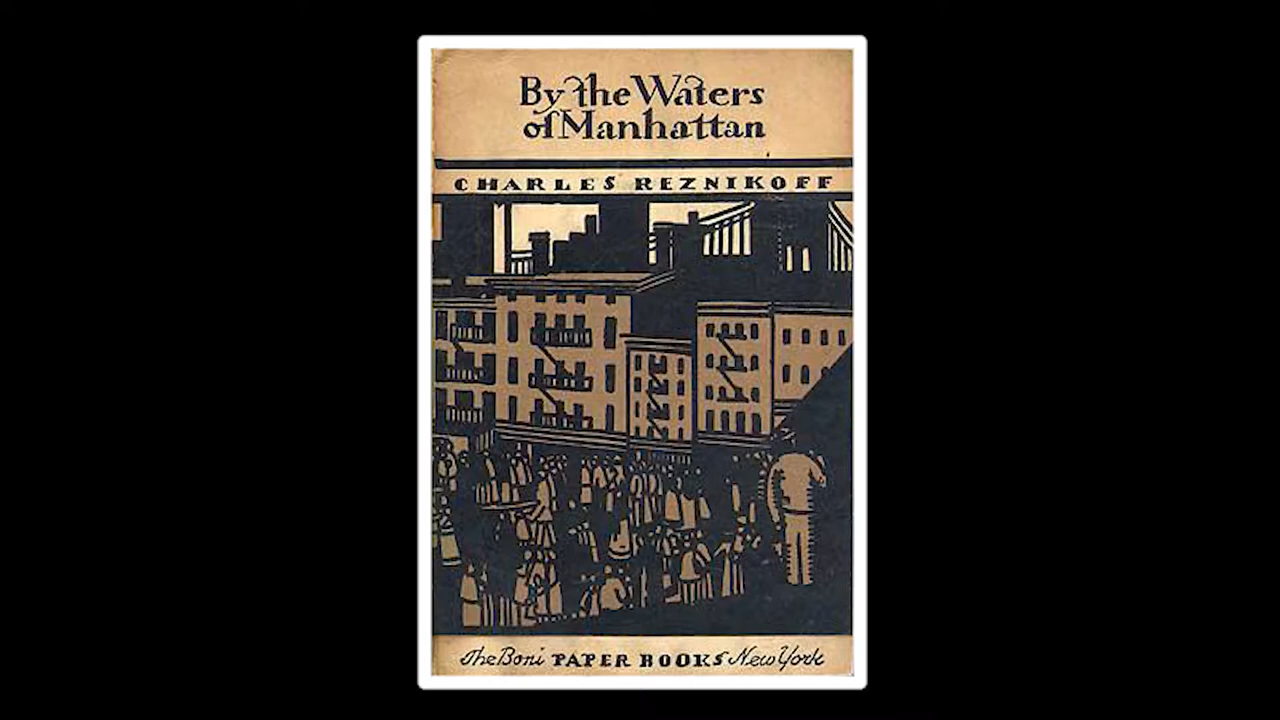 By the Waters
of Manhattan
CHARLES REZNIKOFF
The Boni PAPER BOOKS New York